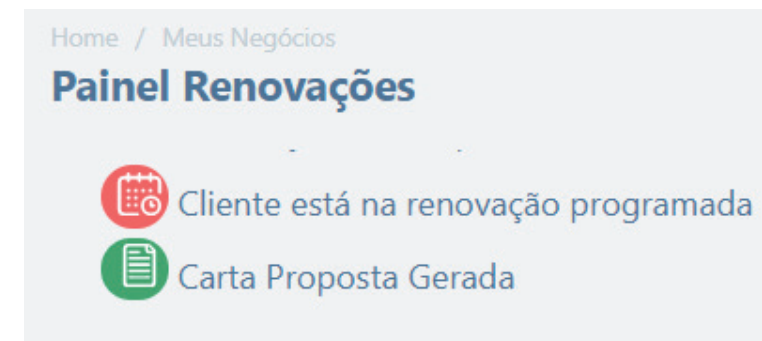 Home / Meus Negócios
Painel Renovações
Cliente está na renovação programada
Carta Proposta Gerada